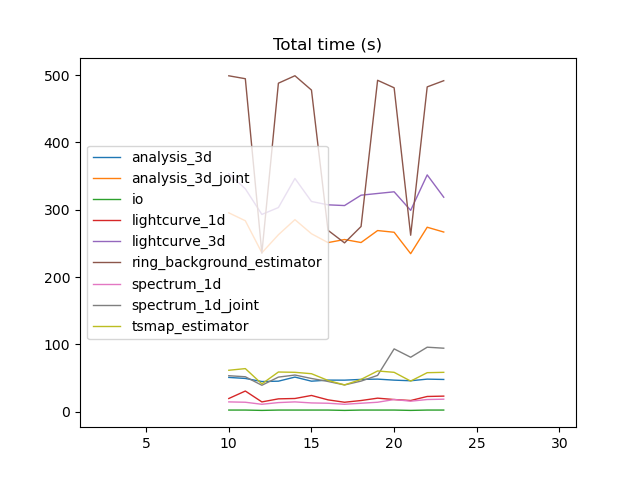 Total time (s)
500
400
300
200
100
0
analysis_3d
analysis_3d_joint
io
lightcurve_1d
lightcurve_3d
ring_background_estimator
spectrum_1d
spectrum_1d_joint
tsmap_estimator
5 10 15 20 25 30